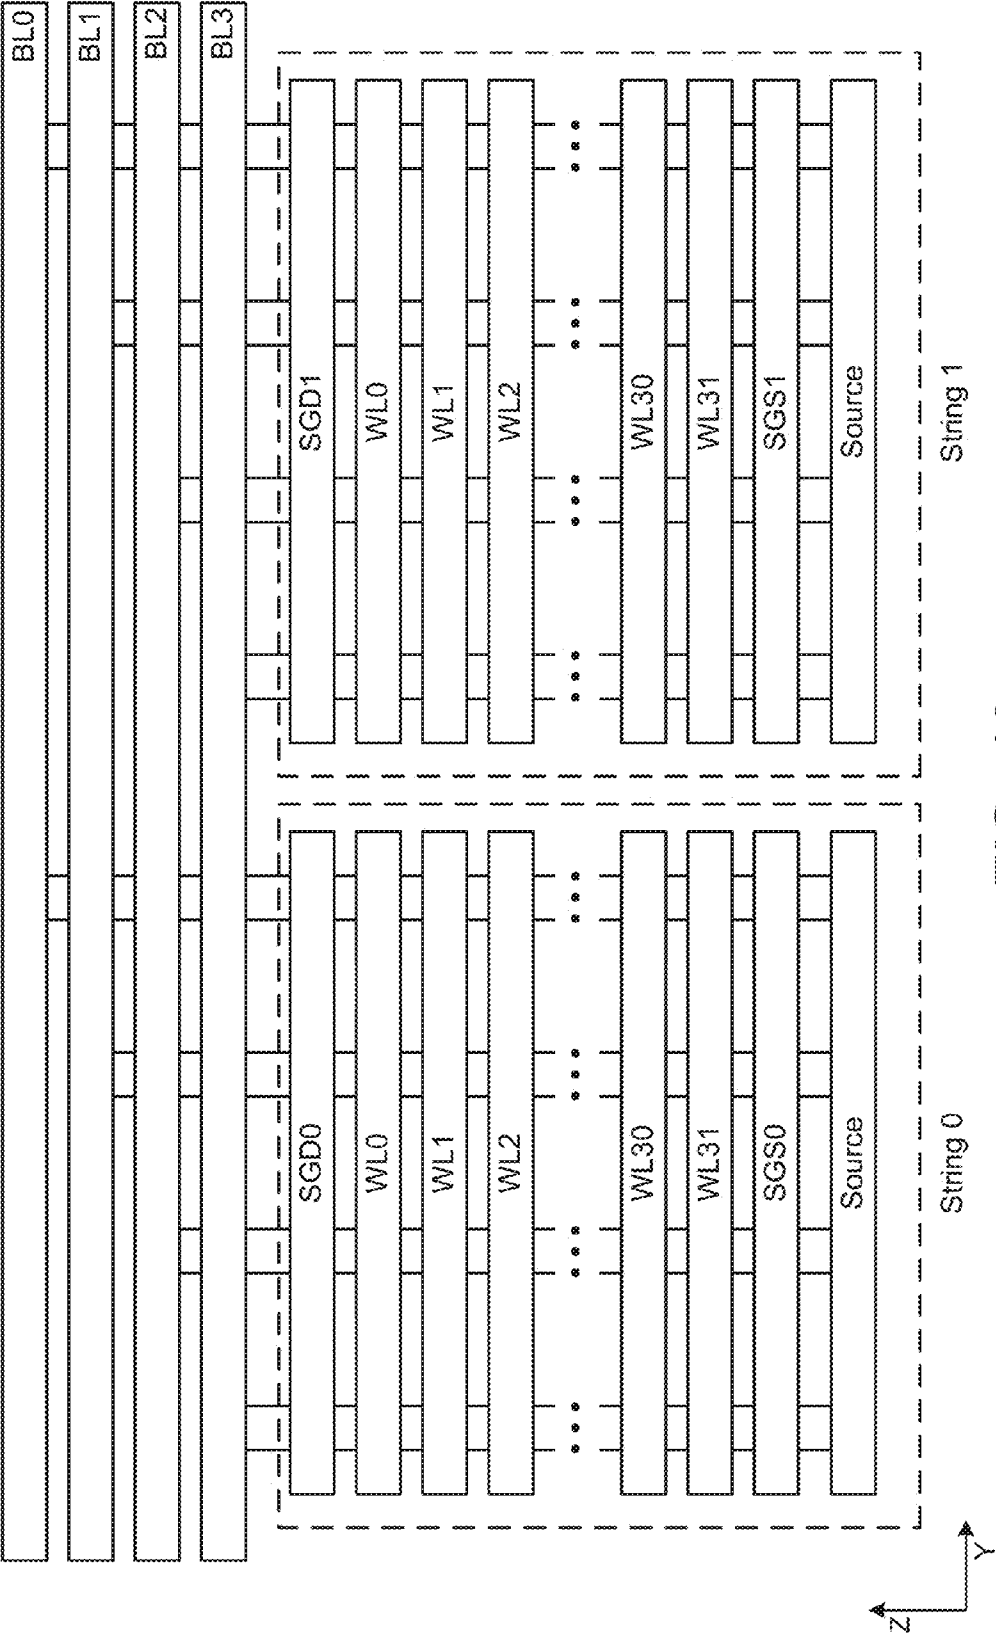 BL0
BL1
BL2
BL3
SGD0
WL0
WL1
WL2
WL30
WL31
SGS0
Source
String 0
SGD1
WL0
WL1
WL2
WL30
WL31
SGS1
Source
String 1
Z
Y